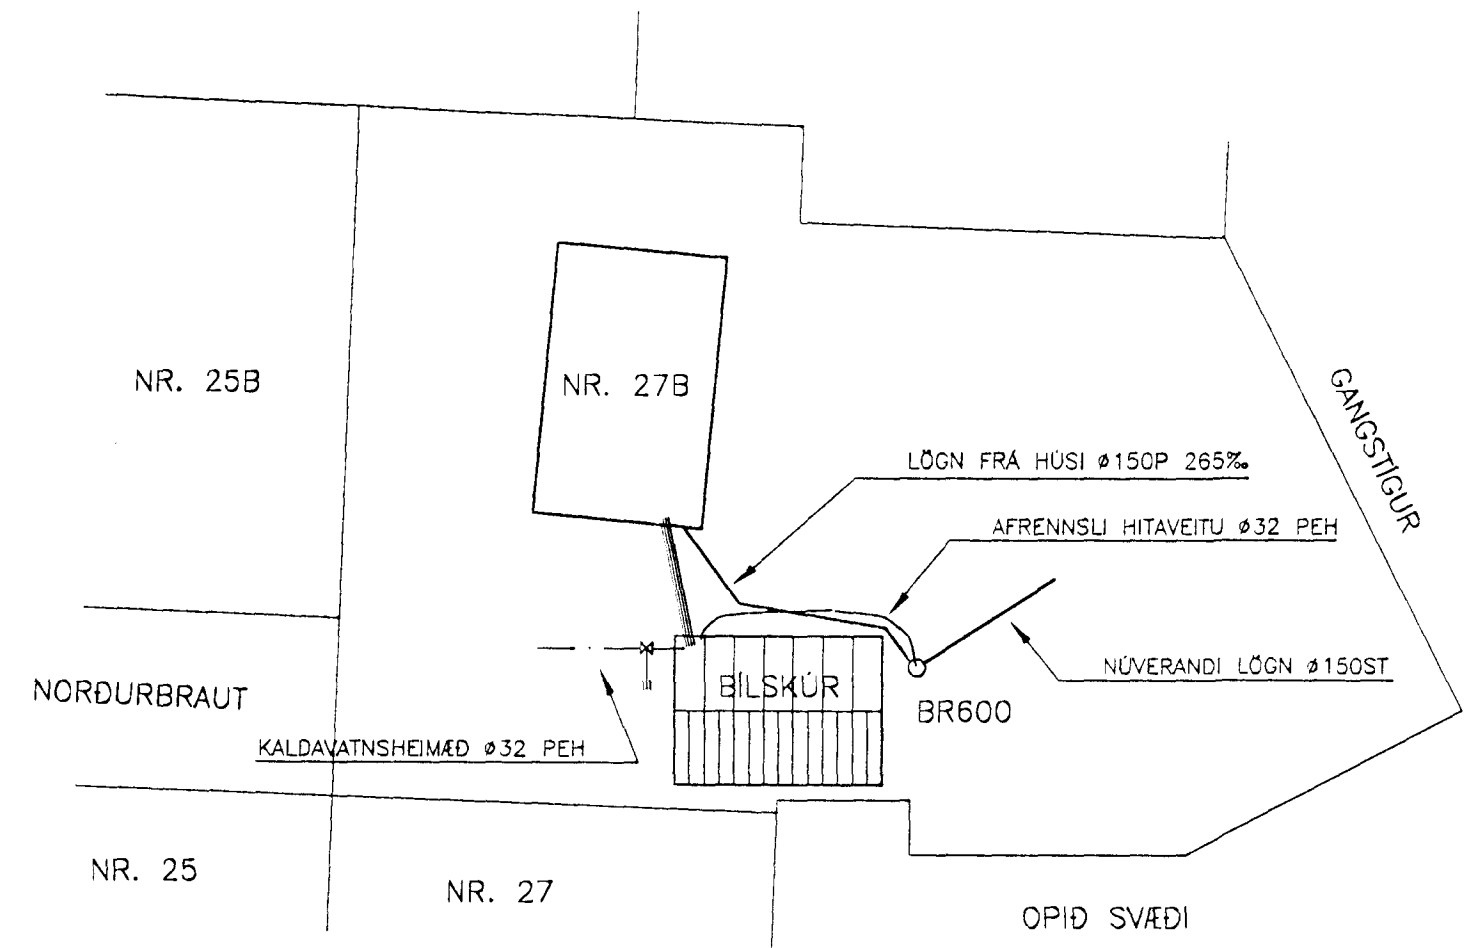 NR. 25B
NR. 27B
GANGSTÍGUR
LÖGN FRÁ HÚSI ø150P 265‰
AFRENNSLI HITAVEITU ø32 PEH
NÚVERANDI LÖGN ø150ST
NORÐURBRAUT
BÍLSKÚR
BR600
KALDAVATNSHEIMÆÐ ø32 PEH
NR. 25
NR. 27
OPIÐ SVÆÐI